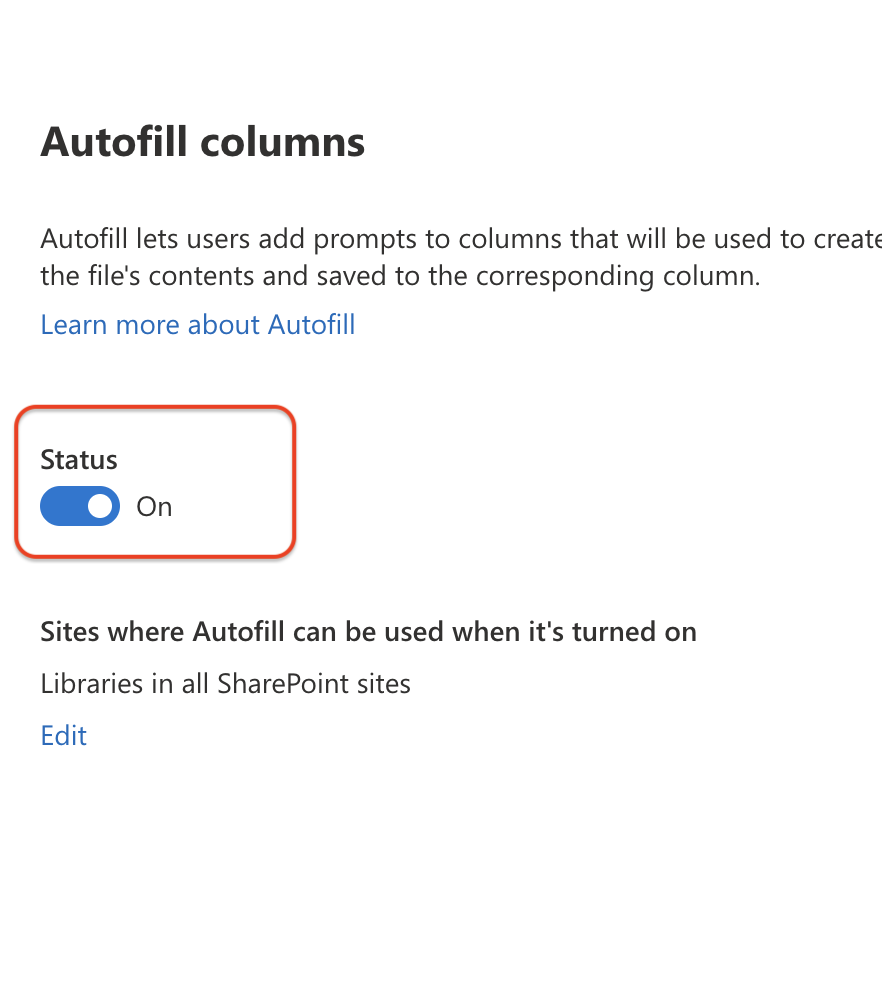 Autofill columns
Autofill lets users add prompts to columns that will be used to create
the file's contents and saved to the corresponding column.
Learn more about Autofill
Status
On
Sites where Autofill can be used when it's turned on
Libraries in all SharePoint sites
Edit